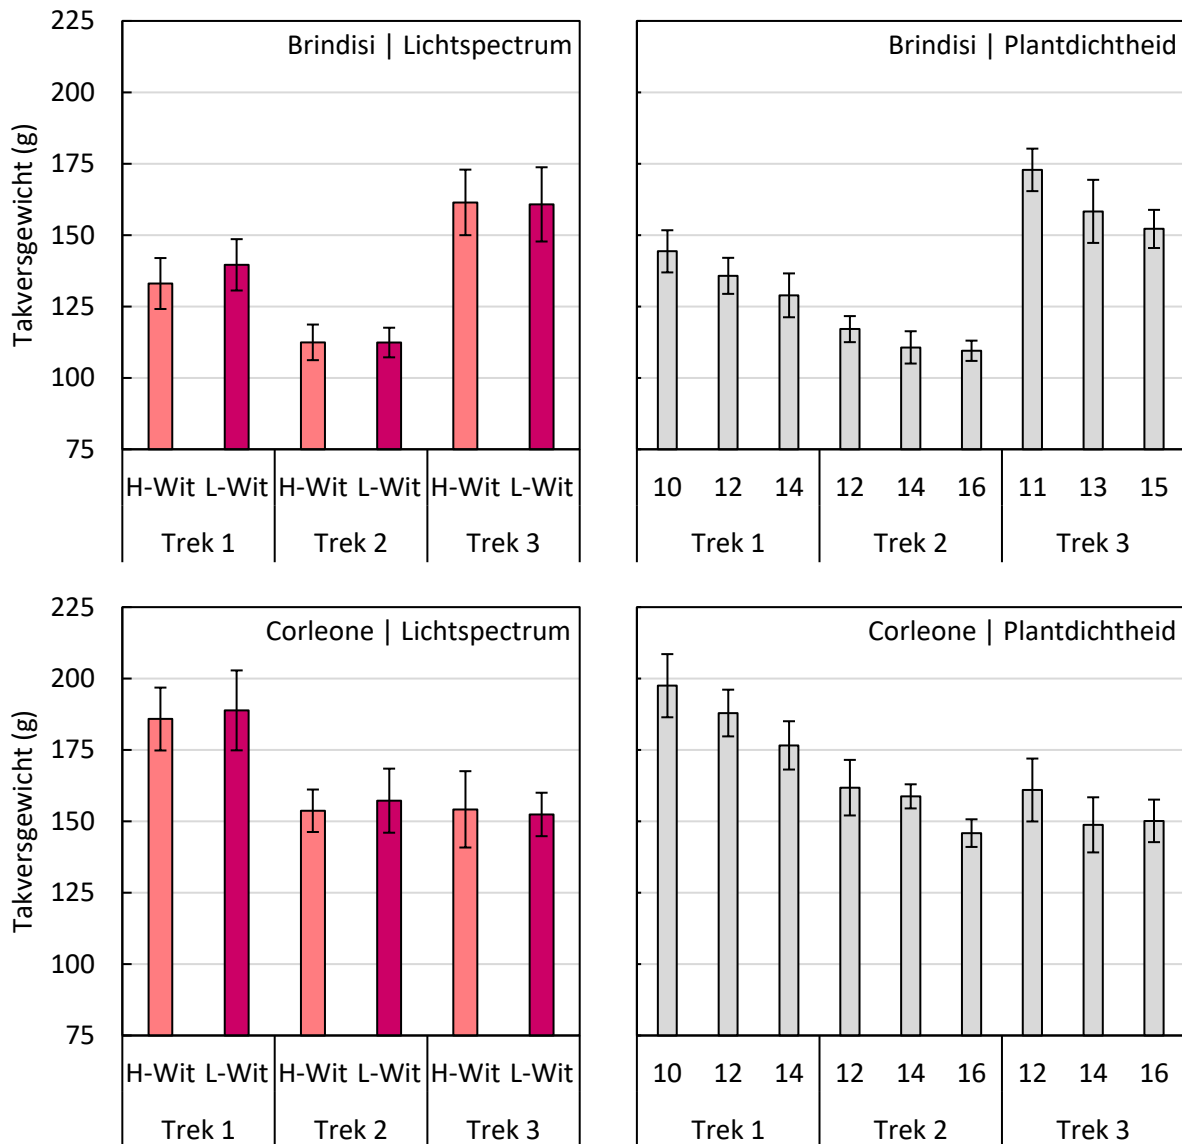 Brindisi | Lichtspectrum
Takversgewicht (g)
225
200
175
150
125
100
75
H-Wit L-Wit H-Wit L-Wit H-Wit L-Wit
Trek 1 Trek 2 Trek 3
Brindisi | Plantdichtheid
10 12 14 12 14 16 11 13 15
Trek 1 Trek 2 Trek 3
Corleone | Lichtspectrum
Takversgewicht (g)
225
200
175
150
125
100
75
H-Wit L-Wit H-Wit L-Wit H-Wit L-Wit
Trek 1 Trek 2 Trek 3
Corleone | Plantdichtheid
10 12 14 12 14 16 12 14 16
Trek 1 Trek 2 Trek 3